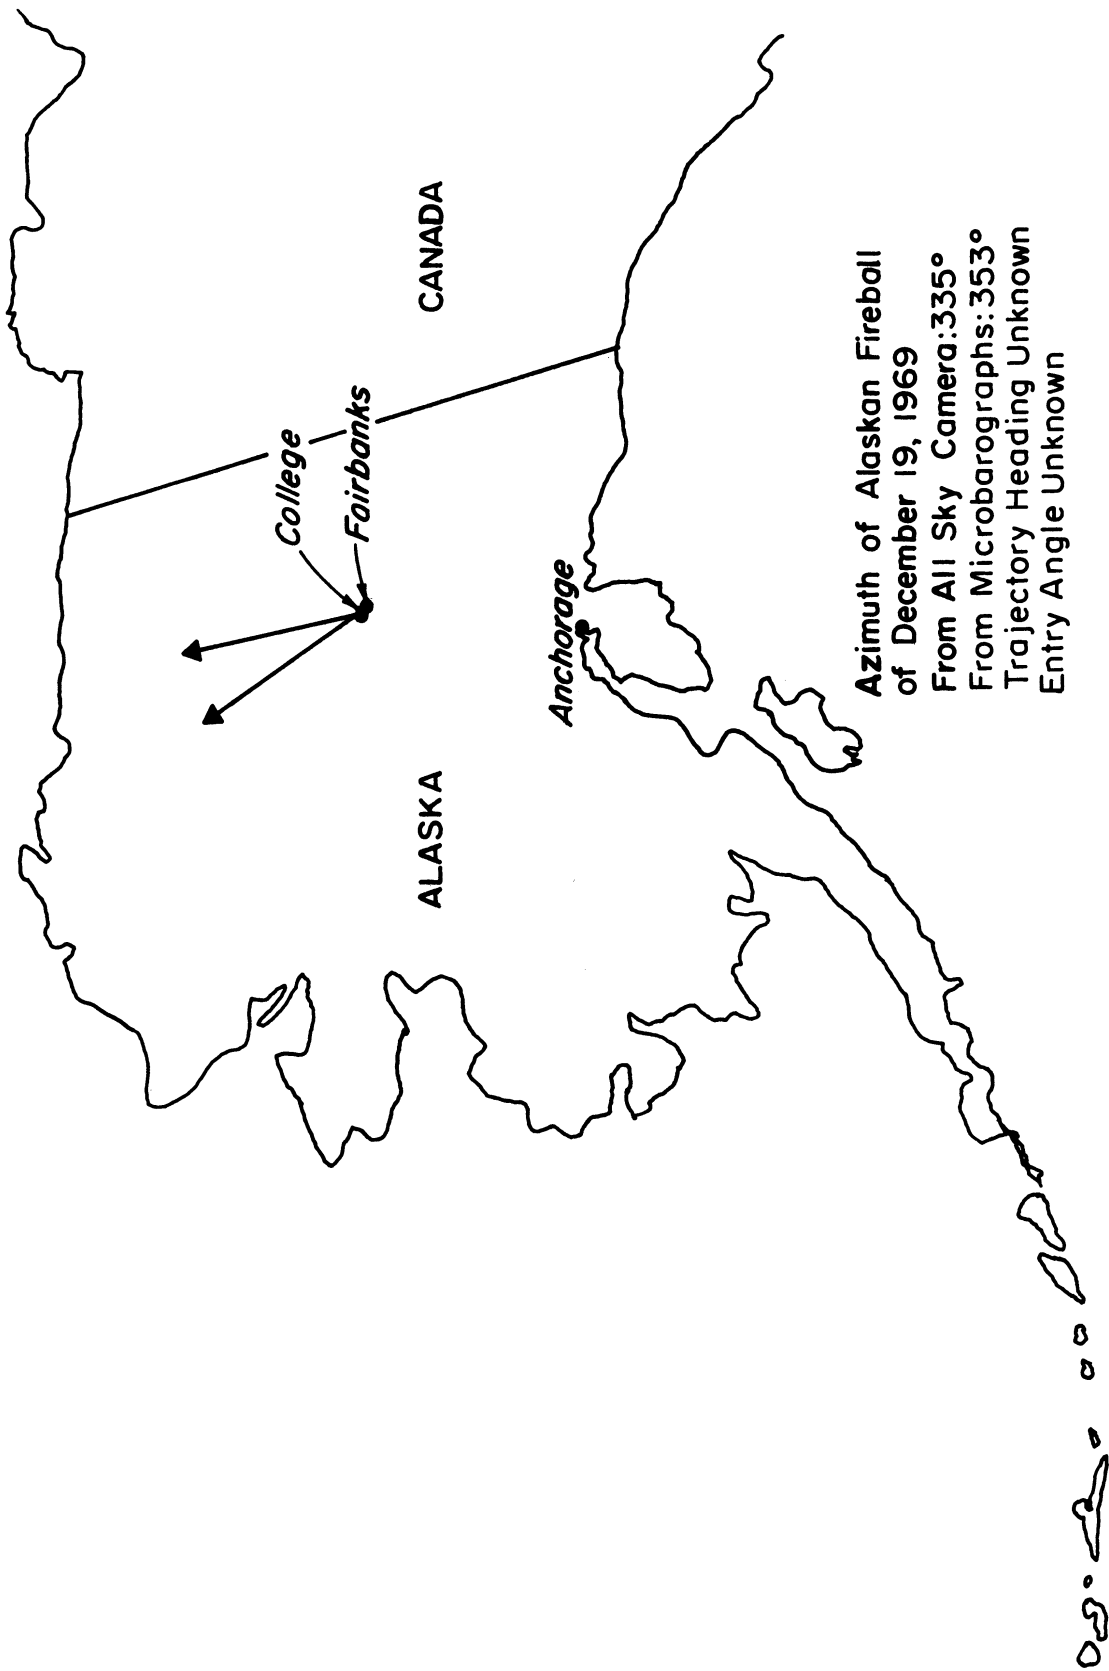 College
Fairbanks
CANADA
Anchorage
ALASKA
Azimuth of Alaskan Fireball
of December 19, 1969
From All Sky Camera:335°
From Microbarographs:353°
Trajectory Heading Unknown
Entry Angle Unknown